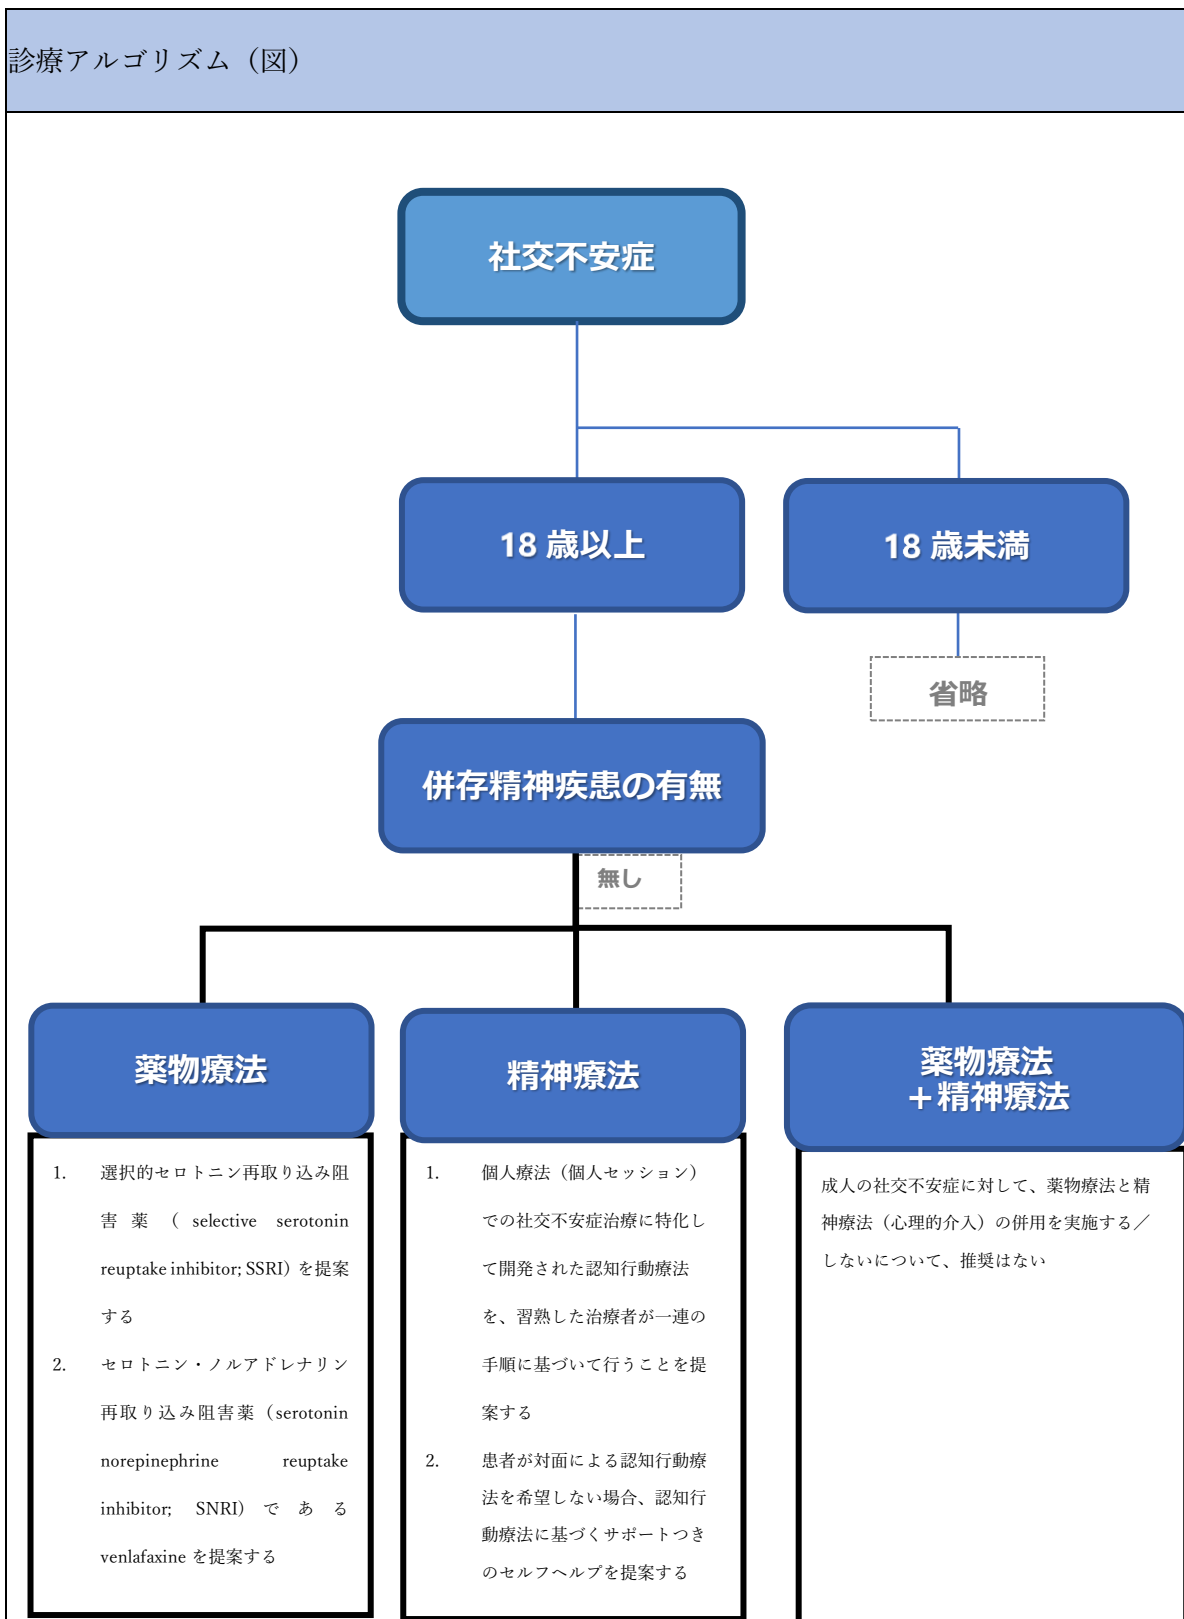 診療アルゴリズム（図）
社交不安症
18 歳以上
18 歳未満
省略
併存精神疾患の有無
無し
薬物療法
1. 選択的セロトニン再取り込み阻
害薬（selective serotonin
reuptake inhibitor; SSRI）を提案
する
2. セロトニン・ノルアドレナリン
再取り込み阻害薬（serotonin
norepinephrine reuptake
inhibitor; SNRI）である
venlafaxine を提案する
精神療法
1. 個人療法（個人セッション）
での社交不安症治療に特化し
て開発された認知行動療法
を、習熟した治療者が一連の
手順に基づいて行うことを提
案する
2. 患者が対面による認知行動療
法を希望しない場合、認知行
動療法に基づくサポートつき
のセルフヘルプを提案する
薬物療法
＋精神療法
成人の社交不安症に対して、薬物療法と精
神療法（心理的介入）の併用を実施する／
しないについて、推奨はない